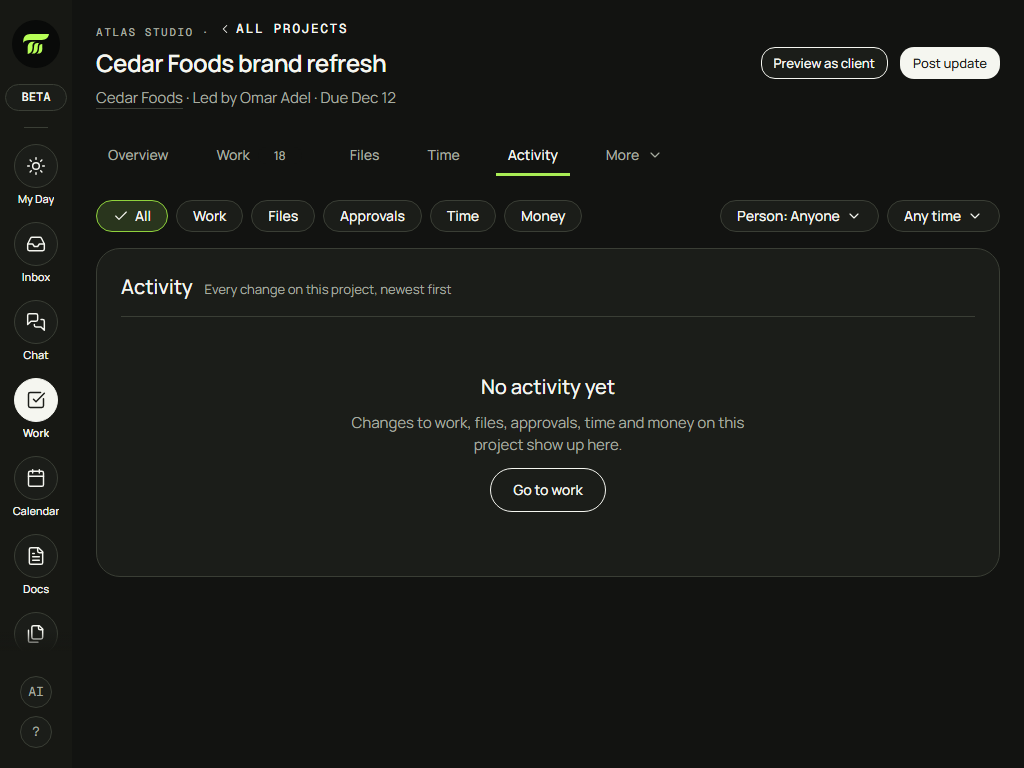 ATLAS STUDIO · ALL PROJECTS
Cedar Foods brand refresh
Cedar Foods · Led by Omar Adel · Due Dec 12
Preview as client
Post update
BETA
My Day
Inbox
Chat
Work
Calendar
Docs
AI
?
Overview
Work 18
Files
Time
Activity
More
All
Work
Files
Approvals
Time
Money
Person: Anyone
Any time
Activity Every change on this project, newest first
No activity yet
Changes to work, files, approvals, time and money on this
project show up here.
Go to work